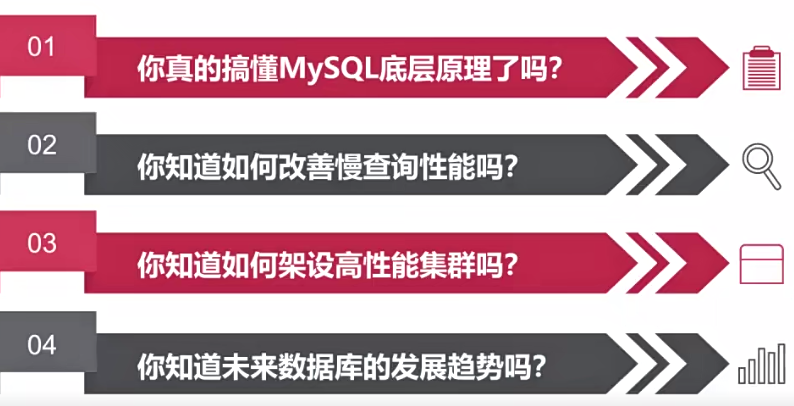 01
你真的搞懂MySQL底层原理了吗?
02
你知道如何改善慢查询性能吗?
03
你知道如何架设高性能集群吗?
04
你知道未来数据库的发展趋势吗?